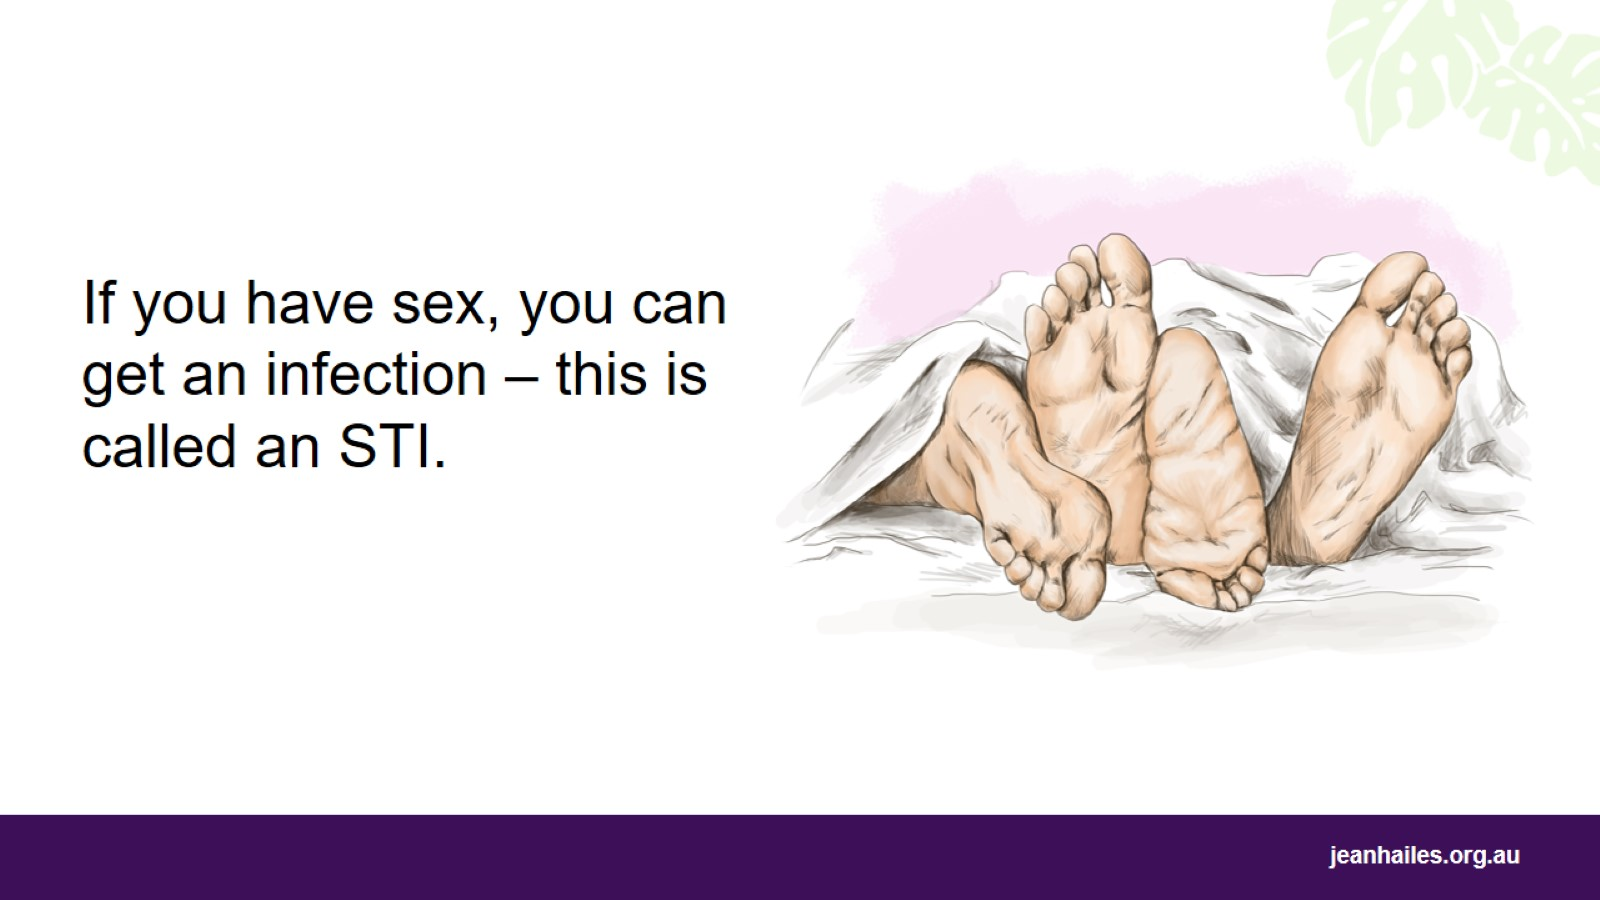 If you have sex, you can
get an infection – this is
called an STI.
jeanhailes.org.au